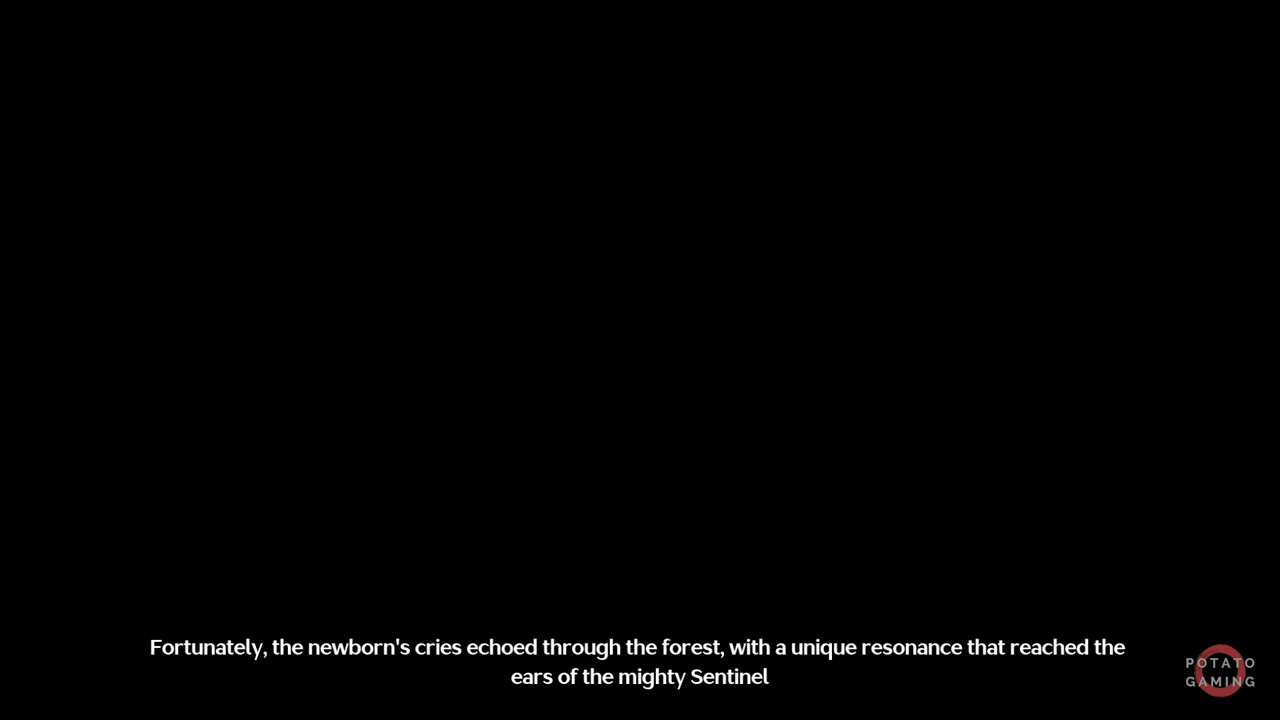 Fortunately, the newborn's cries echoed through the forest, with a unique resonance that reached the
ears of the mighty Sentinel
POTATO
GAMING